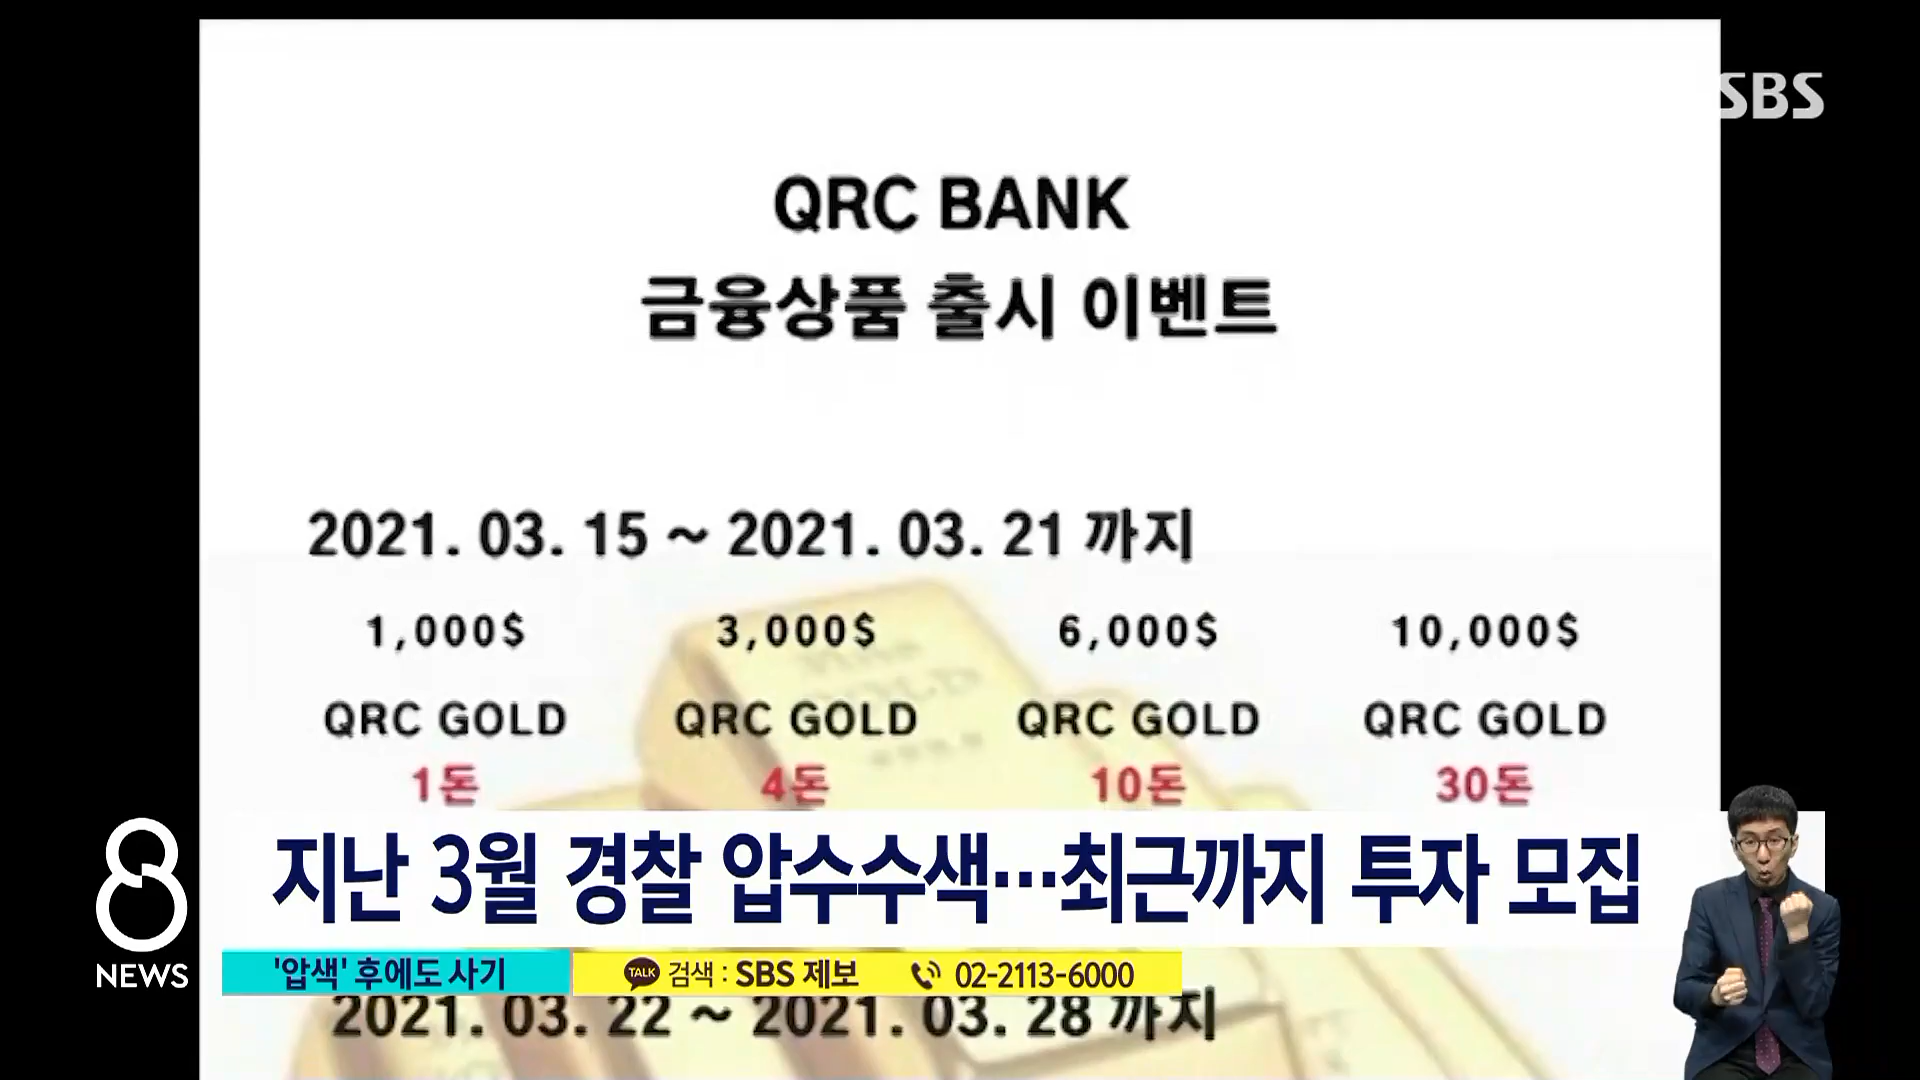 SBS
QRC BANK
금융상품 출시 이벤트
2021. 03. 15 ~ 2021. 03. 21 까지
1,000$ 3,000$ 6,000$ 10,000$
QRC GOLD QRC GOLD QRC GOLD QRC GOLD
1돈 4돈 10돈 30돈
지난 3월 경찰 압수수색…최근까지 투자 모집
8 NEWS
'압색' 후에도 사기 TALK 검색 : SBS 제보 02-2113-6000
2021. 03. 22 ~ 2021. 03. 28 까지